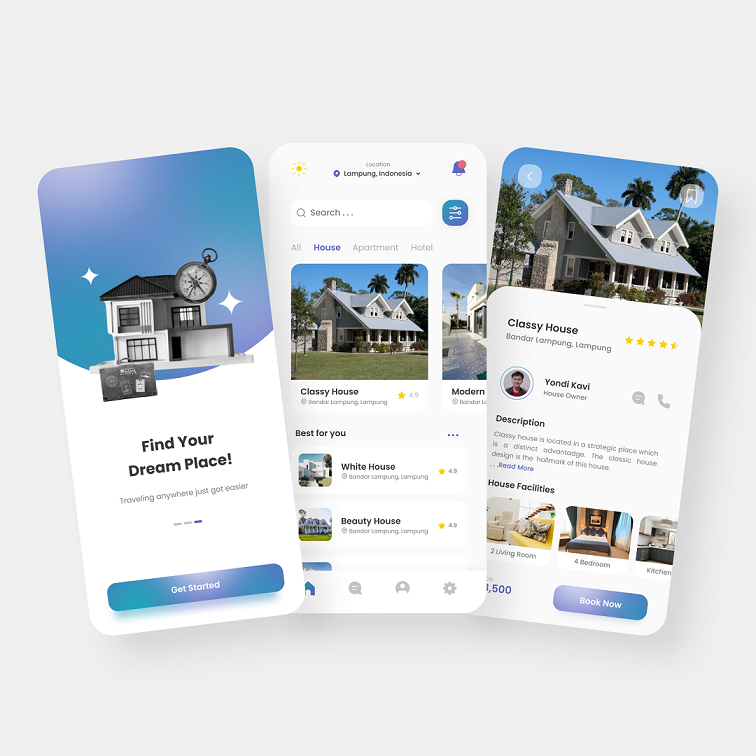 Find Your
Dream Place!
Traveling anywhere just got easier
Get Started
Location
Lampung, Indonesia
Search . . .
All House Apartment Hotel
Classy House
4.9
Bandar Lampung, Lampung
Modern
Bandar L
Best for you
White House
Bandar Lampung, Lampung
4.9
Beauty House
Bandar Lampung, Lampung
4.9
Classy House
Bandar Lampung, Lampung
Yondi Kavi
House Owner
Description
Classy house is located in a strategic place which
is a distinct advantadge. The classic house
design is the hallmark of this house.
. . .Read More
House Facilities
2 Living Room
4 Bedroom
Kitchen
,500
Book Now